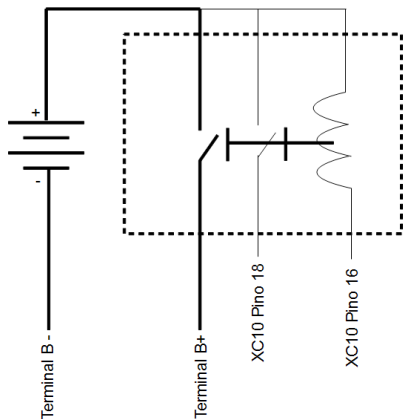 +
-
Terminal B -
Terminal B+
XC10 Pino 18
XC10 Pino 16